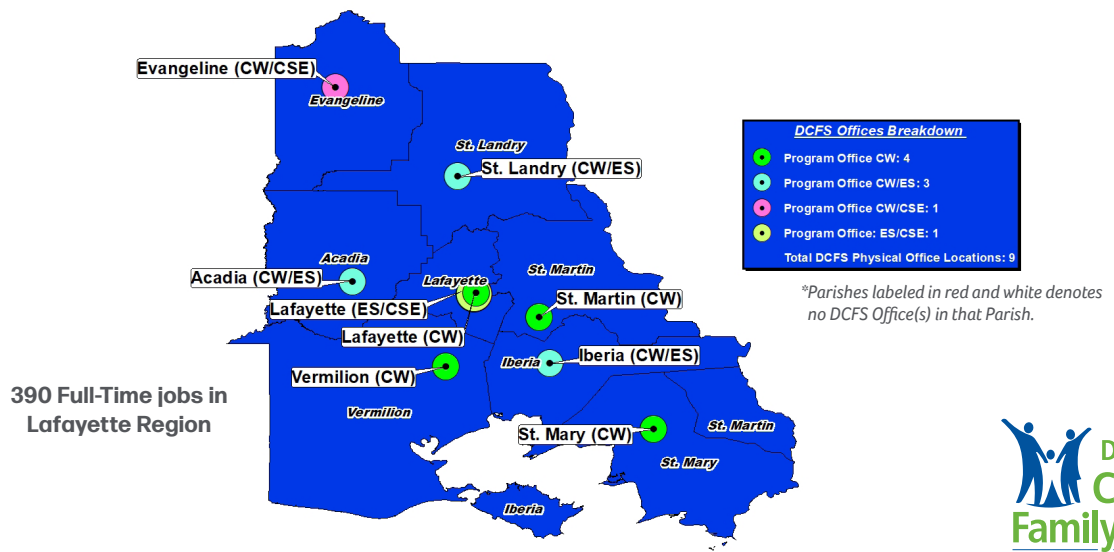 Evangeline (CW/CSE)
Evangeline
St. Landry
St. Landry (CW/ES)
DCFS Offices Breakdown
Program Office CW: 4
Program Office CW/ES: 3
Program Office CW/CSE: 1
Program Office: ES/CSE: 1
Total DCFS Physical Office Locations: 9
*Parishes labeled in red and white denotes
no DCFS Office(s) in that Parish.
Acadia
Acadia (CW/ES)
Lafayette
St. Martin
Lafayette (ES/CSE)
St. Martin (CW)
Lafayette (CW)
Iberia
Iberia (CW/ES)
Vermilion (CW)
Vermilion
390 Full-Time jobs in
Lafayette Region
St. Mary (CW)
St. Martin
St. Mary
Iberia
D
C
Family